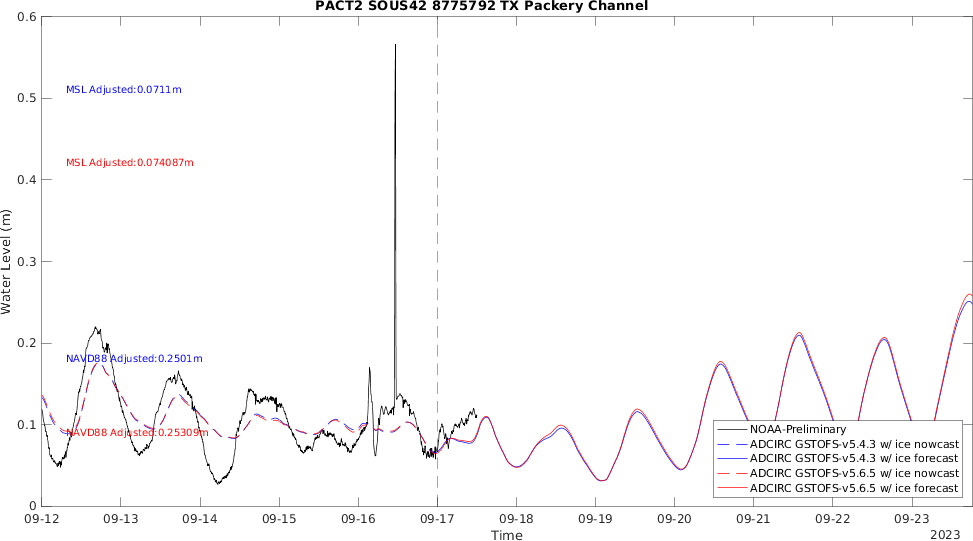 PACT2 SOUS42 8775792 TX Packery Channel
0.6
0.5
0.4
0.3
0.2
0.1
0
Water Level (m)
MSL Adjusted:0.0711m
MSL Adjusted:0.074087m
NAVD88 Adjusted:0.2501m
NAVD88 Adjusted:0.25309m
NOAA-Preliminary
ADCIRC GSTOFS-v5.4.3 w/ ice nowcast
ADCIRC GSTOFS-v5.4.3 w/ ice forecast
ADCIRC GSTOFS-v5.6.5 w/ ice nowcast
ADCIRC GSTOFS-v5.6.5 w/ ice forecast
09-12 09-13 09-14 09-15 09-16 09-17 09-18 09-19 09-20 09-21 09-22 09-23
Time
2023